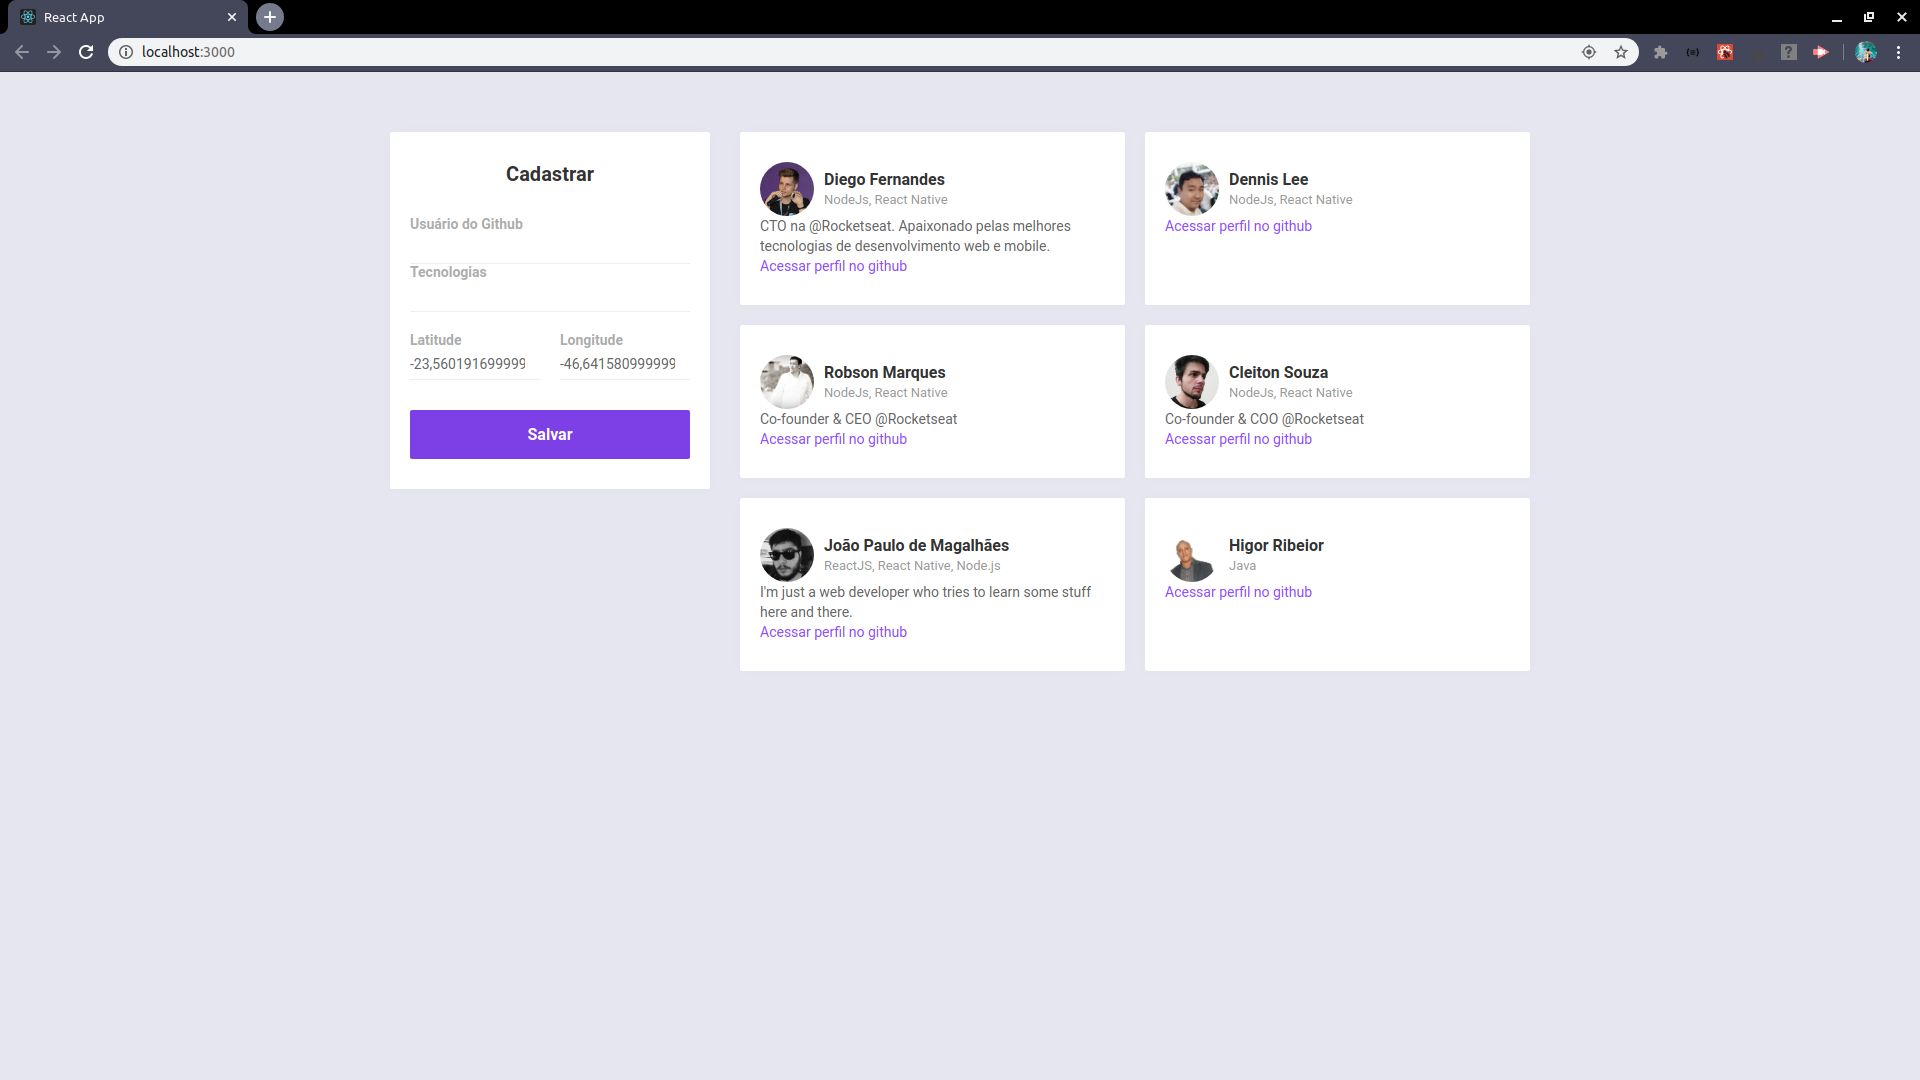 React App
localhost:3000
Cadastrar
Usuário do Github
Tecnologias
Latitude
Longitude
-23,560191699999
-46,641580999999
Salvar
Diego Fernandes
NodeJs, React Native
CTO na @Rocketseat. Apaixonado pelas melhores
tecnologias de desenvolvimento web e mobile.
Acessar perfil no github
Dennis Lee
NodeJs, React Native
Acessar perfil no github
Robson Marques
NodeJs, React Native
Co-founder & CEO @Rocketseat
Acessar perfil no github
Cleiton Souza
NodeJs, React Native
Co-founder & COO @Rocketseat
Acessar perfil no github
João Paulo de Magalhães
ReactJS, React Native, Node.js
I'm just a web developer who tries to learn some stuff
here and there.
Acessar perfil no github
Higor Ribeior
Java
Acessar perfil no github